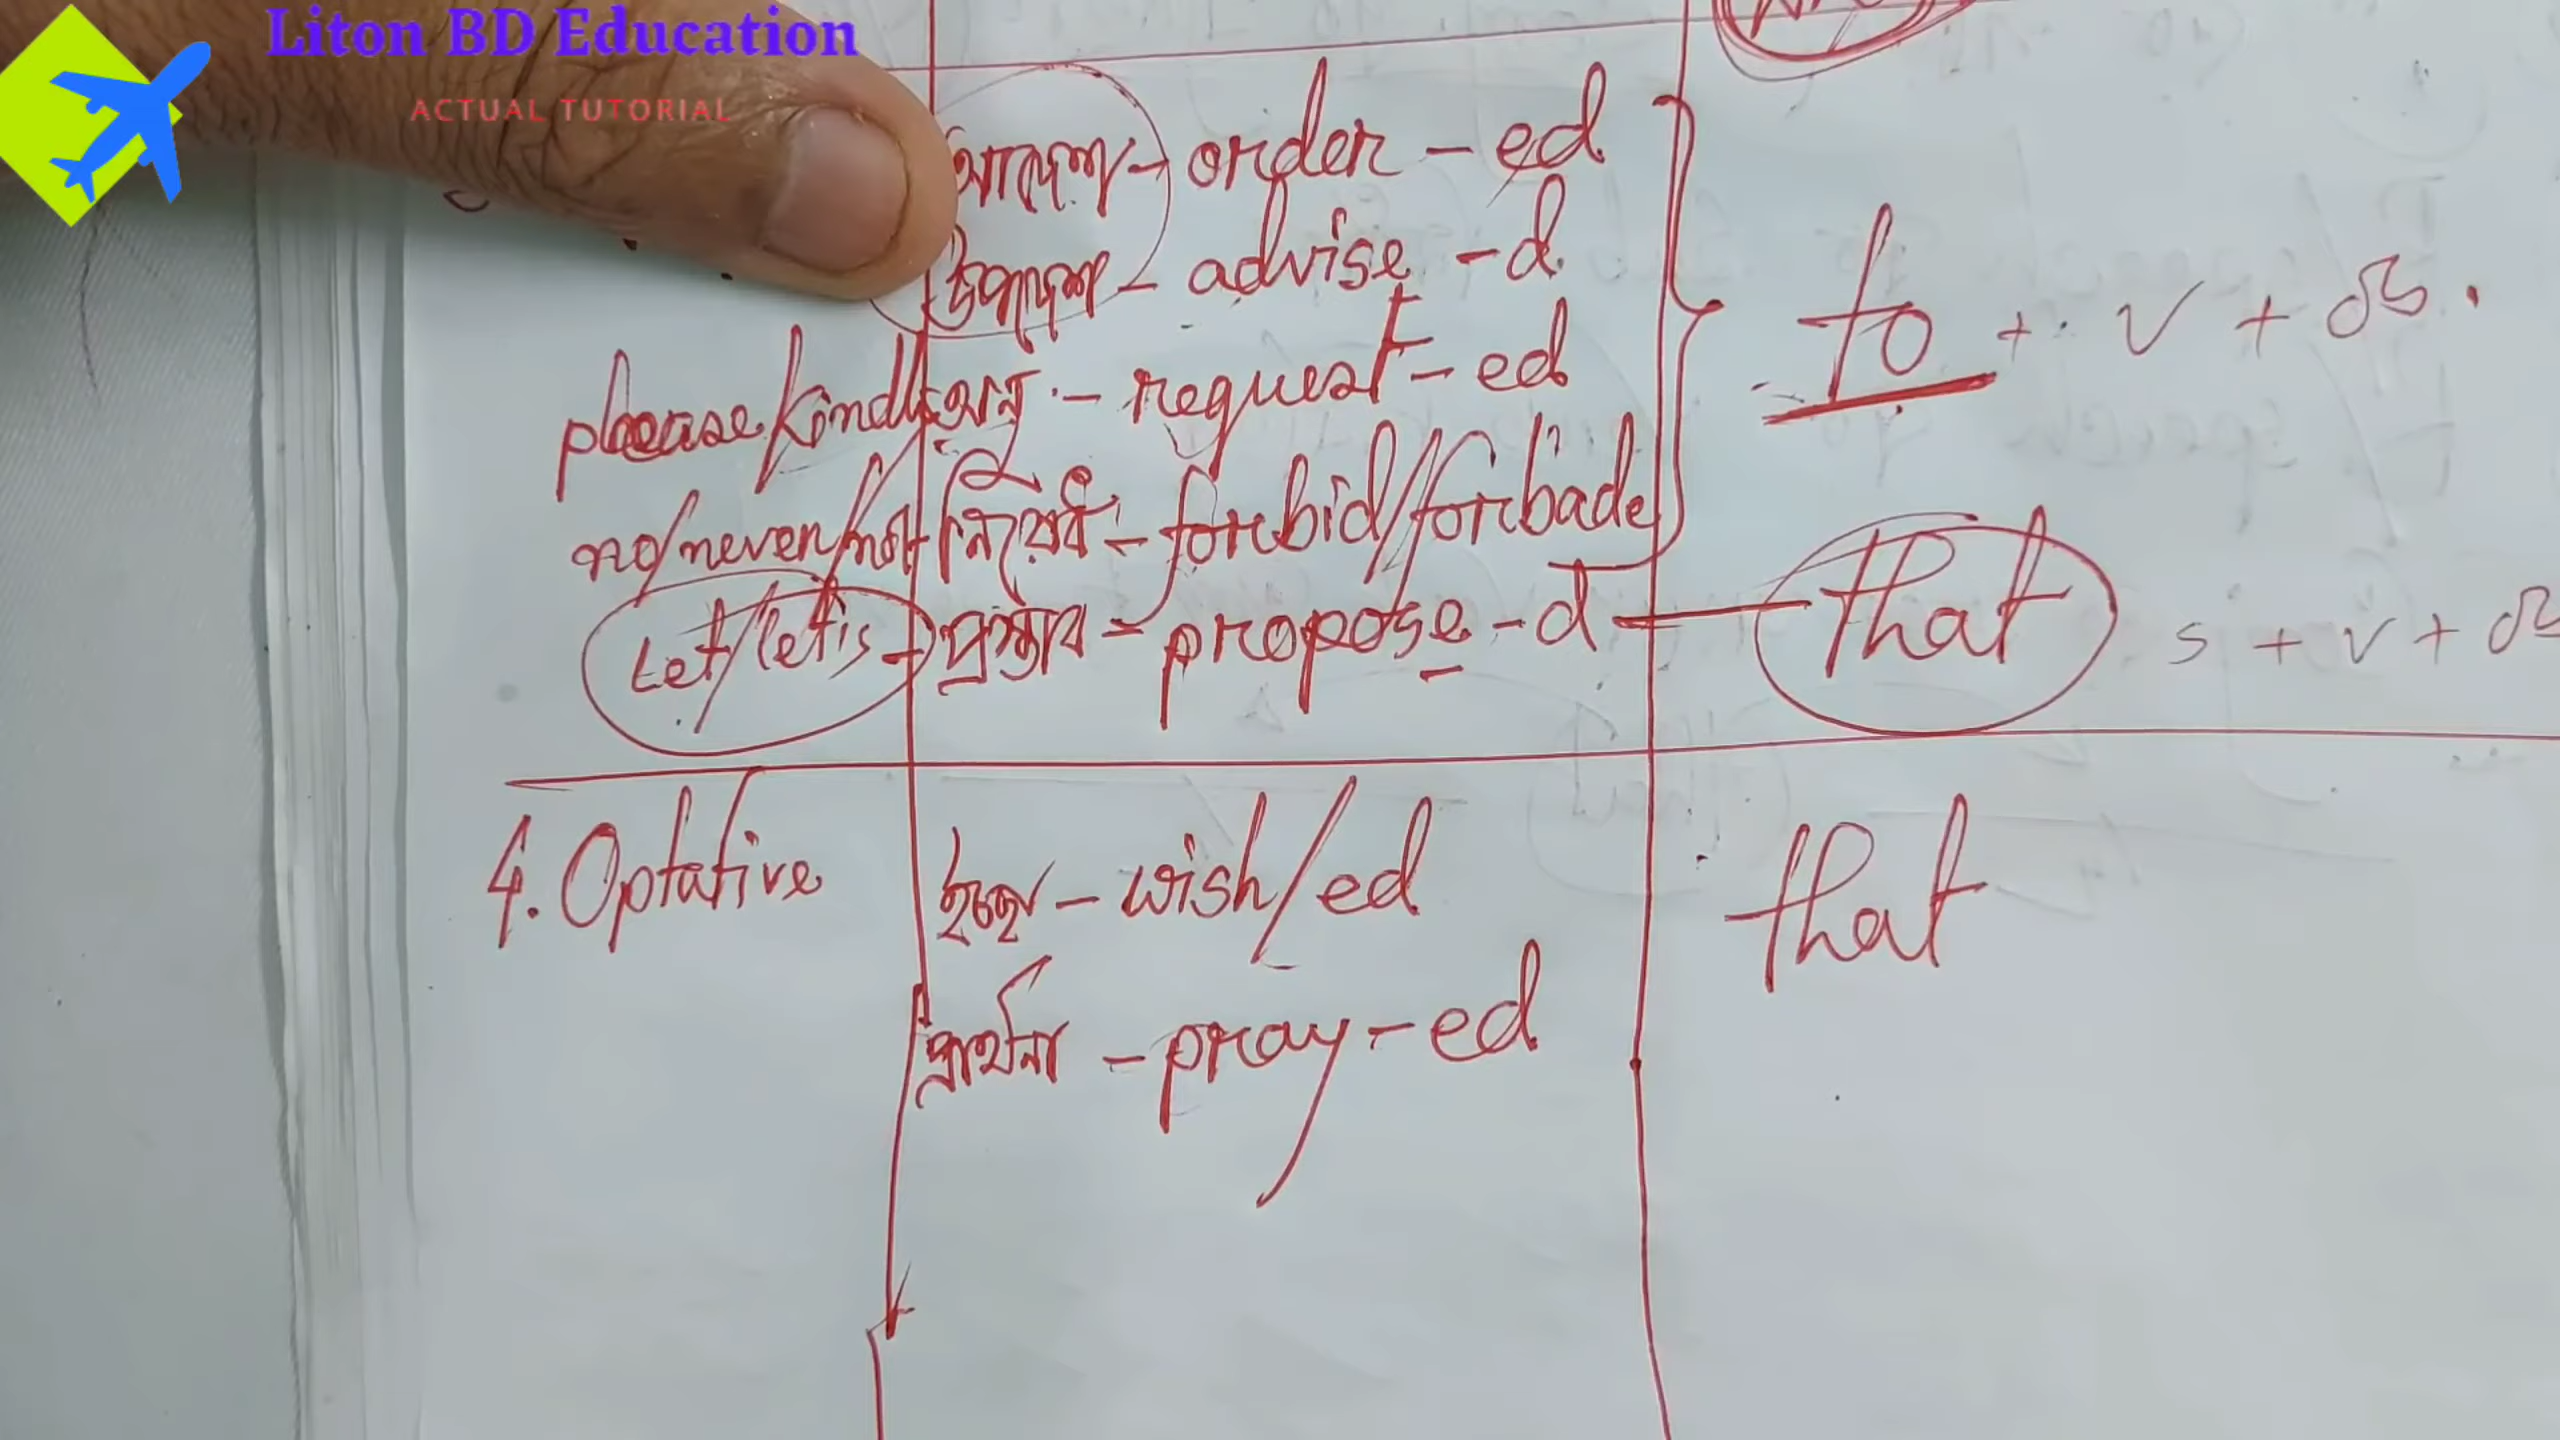 Liton BD Education
ACTUAL TUTORIAL
আদেশ - order - ed
উপদেশ - advise - d
please/kindly অনু - request - ed
no/never/not নিষেধ - forbid/forbade
Let/let's - প্রস্তাব - propose - d
to + v + বি.
that s + v +
4. Optative ইচ্ছা - wish/ed that
প্রার্থনা - pray - ed